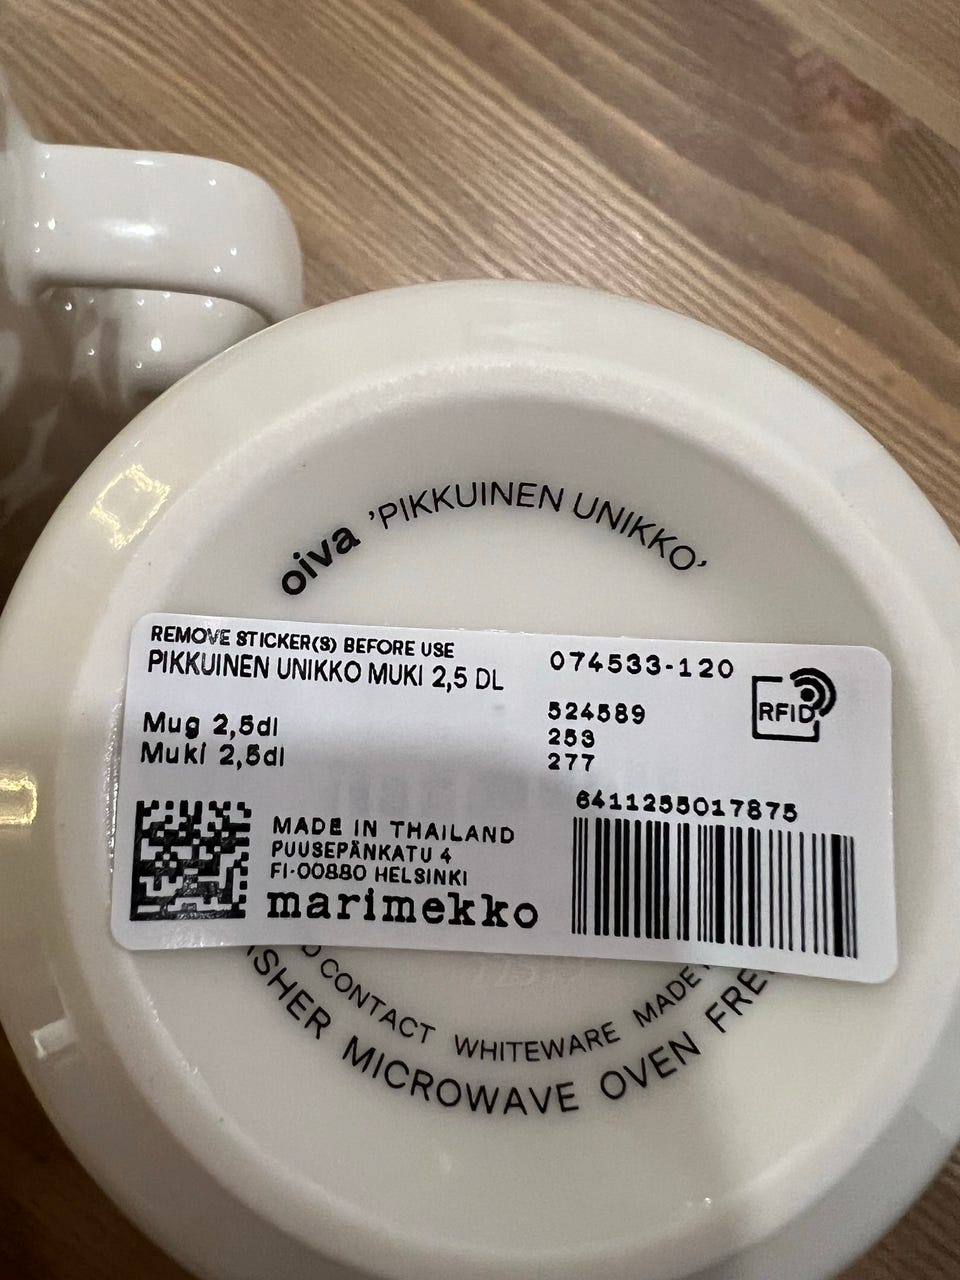 oiva 'PIKKUINEN UNIKKO'
REMOVE STICKER(S) BEFORE USE
PIKKUINEN UNIKKO MUKI 2,5 DL
Mug 2,5dl
Muki 2,5dl
074533-120
524589
253
277
RFID
6411255017875
MADE IN THAILAND
PUUSEPÄNKATU 4
FI-00880 HELSINKI
marimekko
CONTACT WHITEWARE MADE
MICROWAVE OVEN